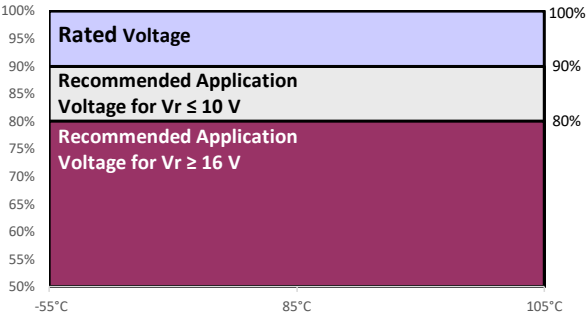 100%
95%
90%
85%
80%
75%
70%
65%
60%
55%
50%
Rated Voltage
Recommended Application
Voltage for Vr ≤ 10 V
Recommended Application
Voltage for Vr ≥ 16 V
100%
90%
80%
-55°C
85°C
105°C